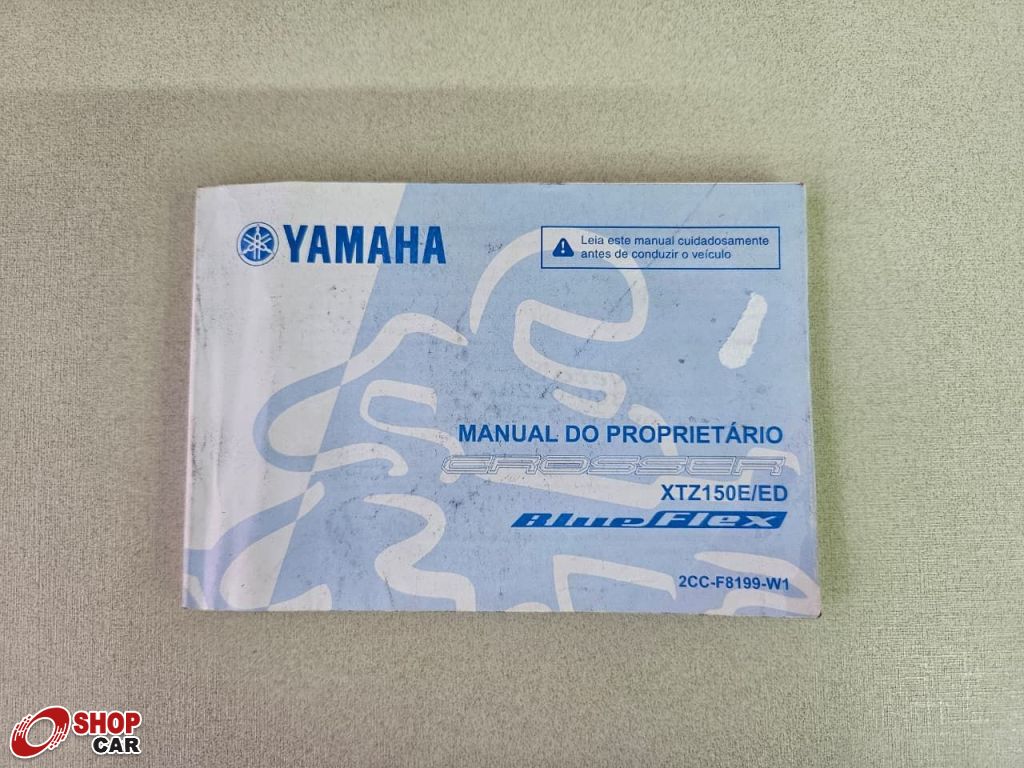 YAMAHA
Leia este manual cuidadosamente
antes de conduzir o veículo
MANUAL DO PROPRIETÁRIO
CROSSER
XTZ150E/ED
BlueFlex
2CC-F8199-W1
SHOP
CAR